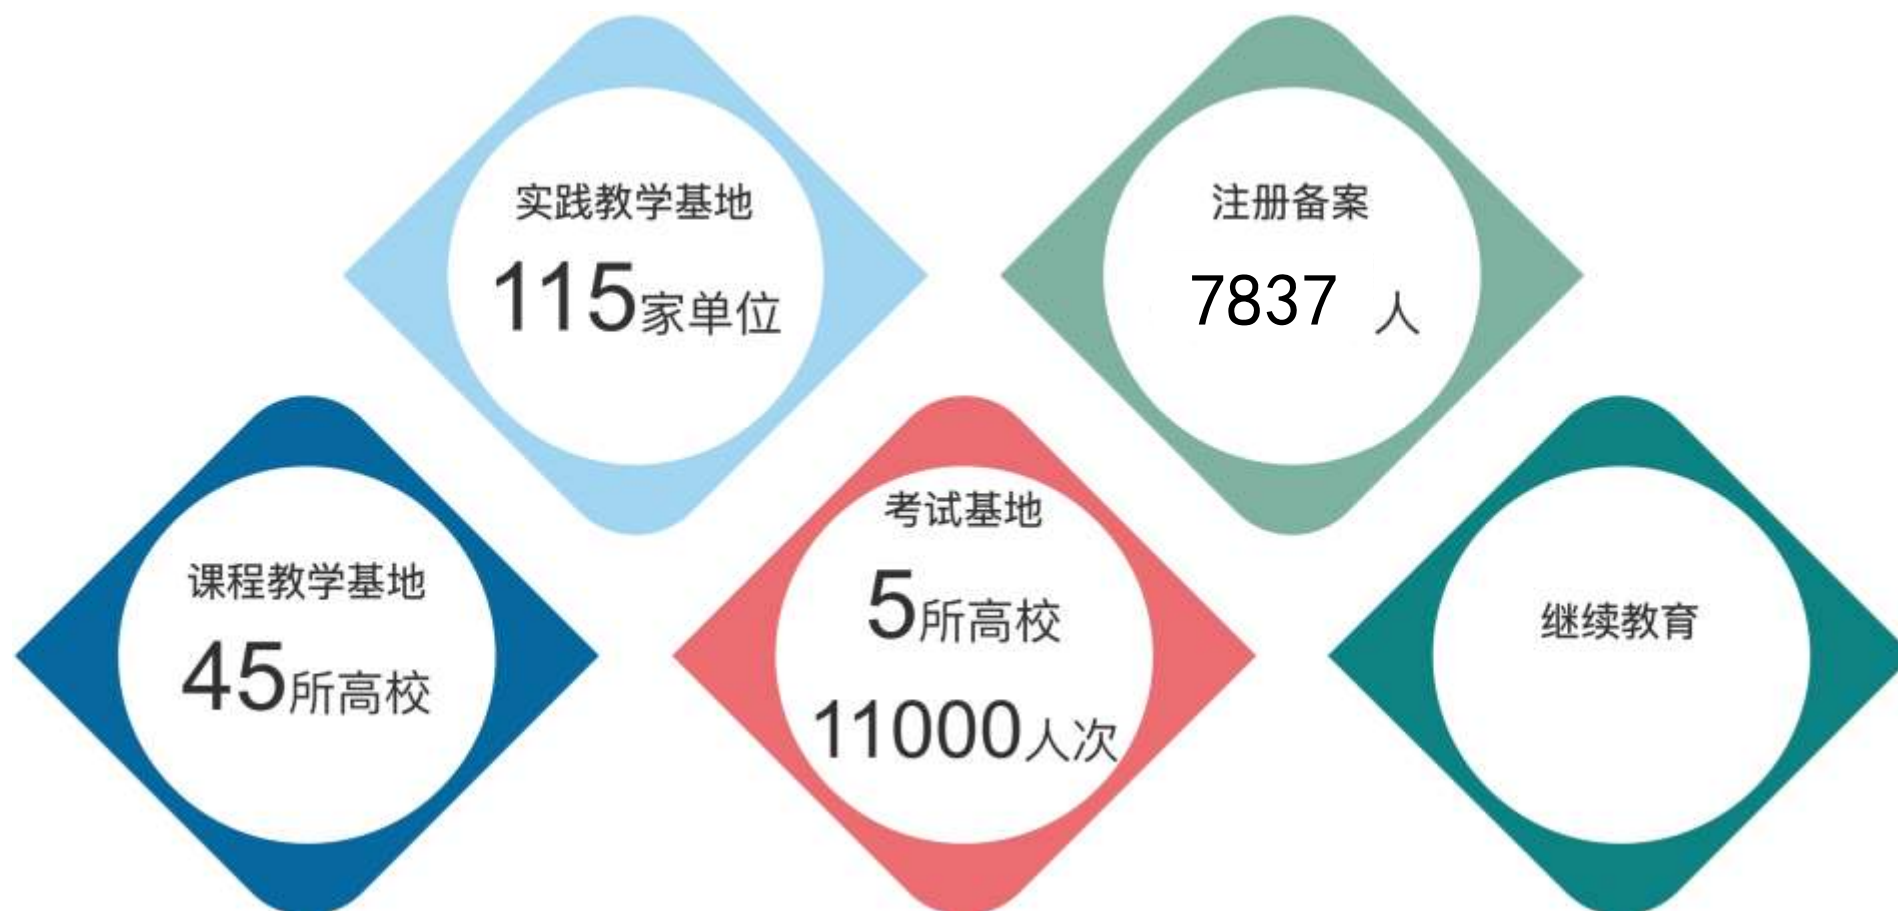 实践教学基地
115家单位
注册备案
7837 人
课程教学基地
45所高校
考试基地
5所高校
11000人次
继续教育